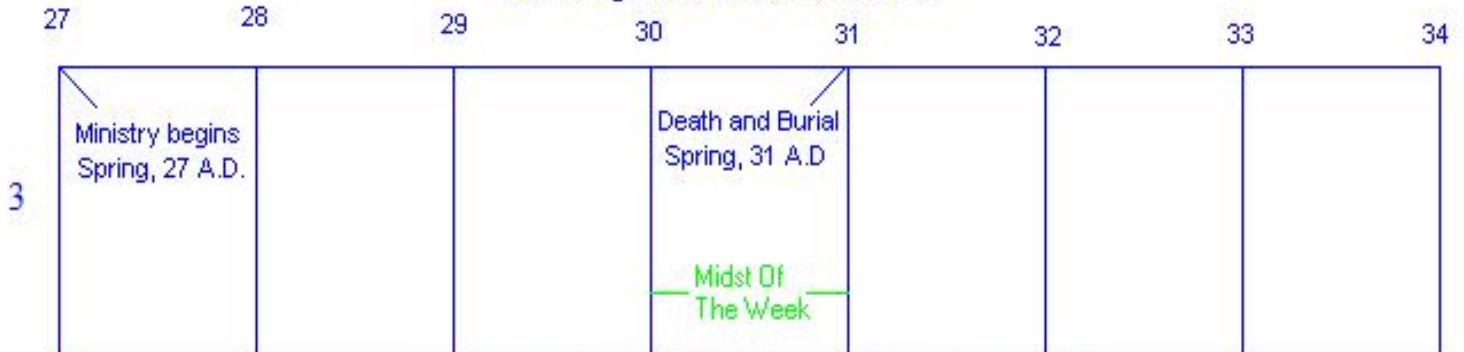 27 28 29 30 31 32 33 34
Ministry begins
Spring, 27 A.D.
Death and Burial
Spring, 31 A.D
3
Midst Of
The Week